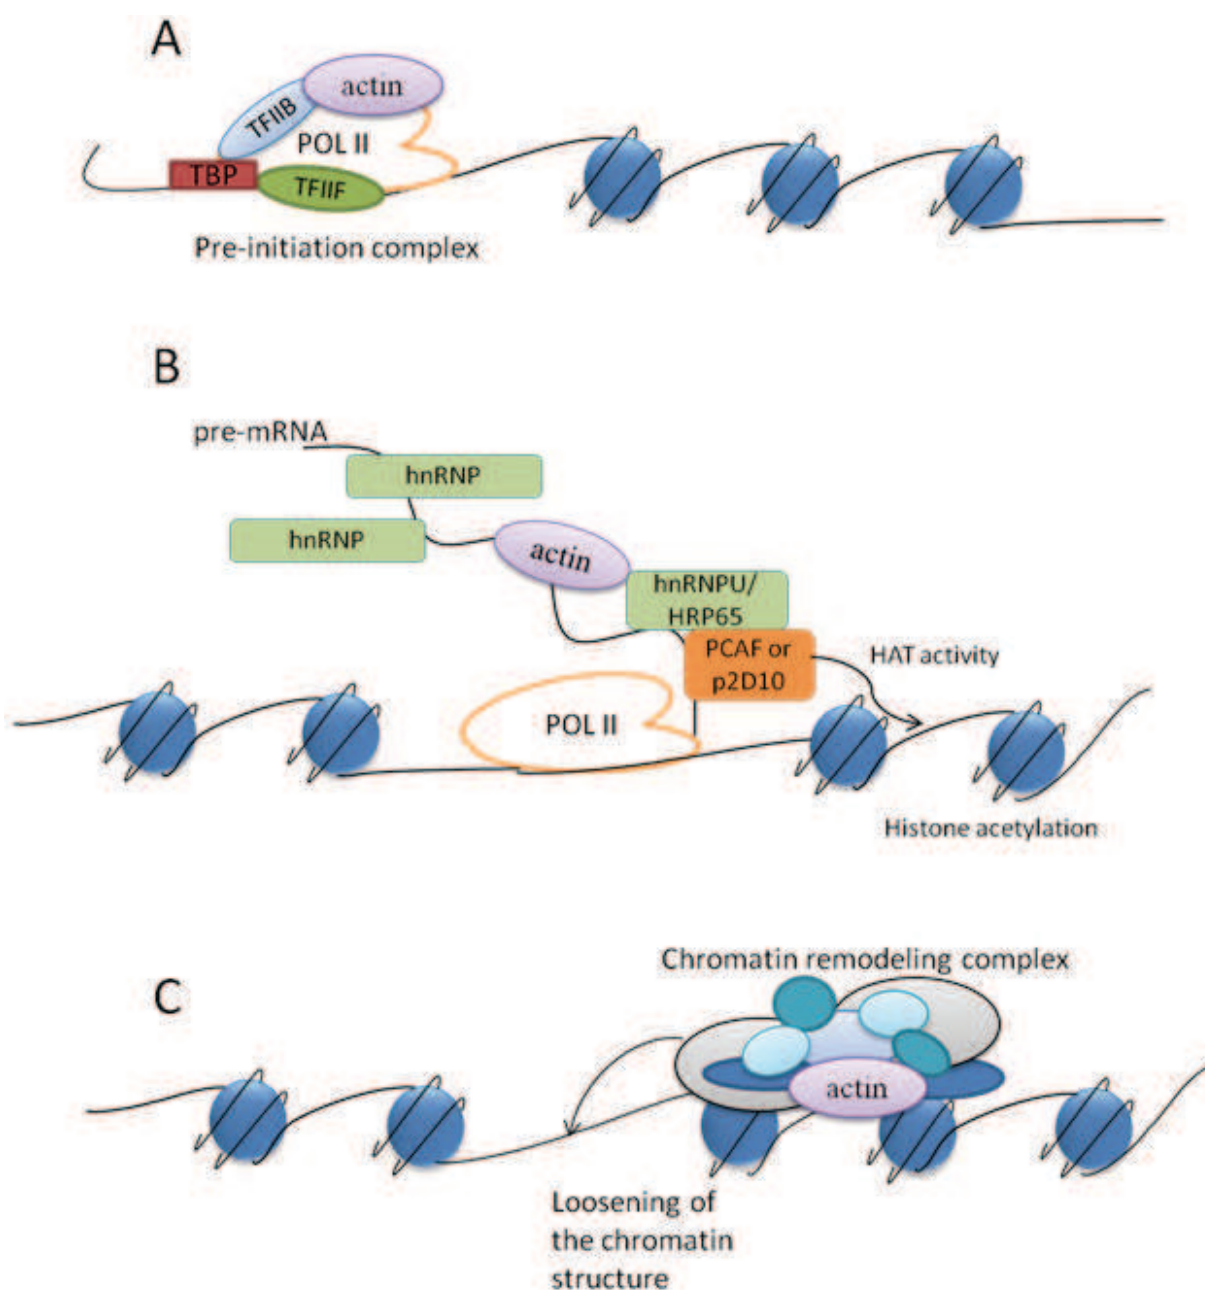 A
actin
TFIIB
POL II
TBP
TFIIF
Pre-initiation complex
B
pre-mRNA
hnRNP
hnRNP
actin
hnRNPU/
HRP65
PCAF or
p2D10
HAT activity
POL II
Histone acetylation
Chromatin remodeling complex
C
actin
Loosening of
the chromatin
structure